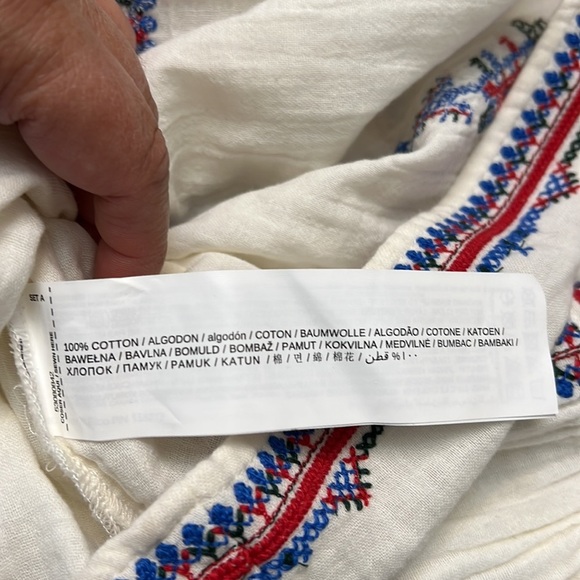 SET A
100% COTTON / ALGODON / algodón / COTON / BAUMWOLLE / ALGODÃO / COTONE / KATOEN /
BAWEŁNA / BAVLNA / BOMULD / BOMBAŽ / PAMUT / KOKVILNA / MEDVILNĖ / BUMBAC / BAMBAKI /
ХЛОПОК / ПАМУК / PAMUK / KATUN / 棉 / 면 / 綿 / 棉花 / قطن %١٠٠